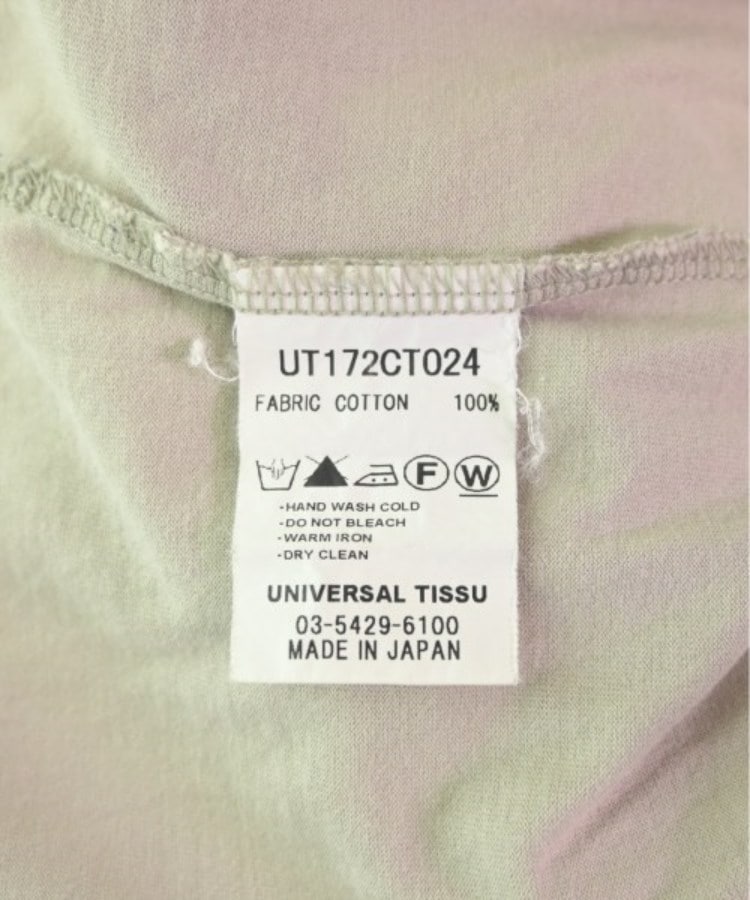 UT172CT024
FABRIC COTTON 100%
F W
-HAND WASH COLD
-DO NOT BLEACH
-WARM IRON
-DRY CLEAN
UNIVERSAL TISSU
03-5429-6100
MADE IN JAPAN